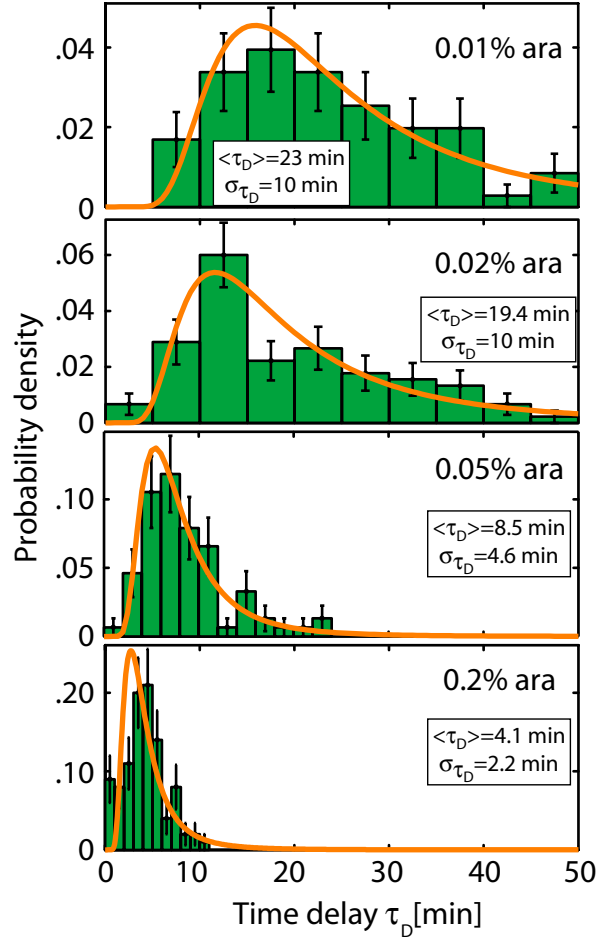 .04
.02
0
0.01% ara
<τD>=23 min
στD=10 min
.06
.04
.02
0
0.02% ara
<τD>=19.4 min
στD=10 min
.10
.05
0
0.05% ara
<τD>=8.5 min
στD=4.6 min
.20
.10
0
0.2% ara
<τD>=4.1 min
στD=2.2 min
Probability density
0 10 20 30 40 50
Time delay τD[min]